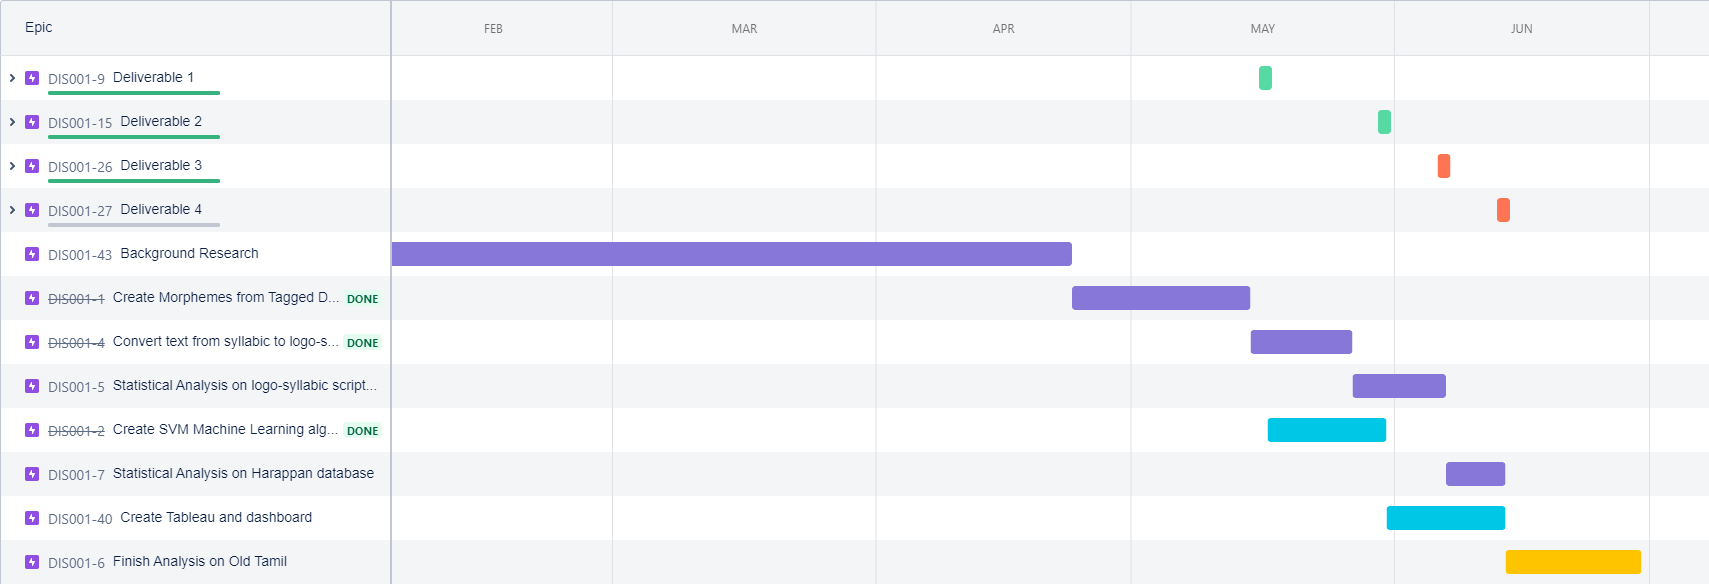 Epic FEB MAR APR MAY JUN
DIS001-9 Deliverable 1
DIS001-15 Deliverable 2
DIS001-26 Deliverable 3
DIS001-27 Deliverable 4
DIS001-43 Background Research
DIS001-1 Create Morphemes from Tagged D... DONE
DIS001-4 Convert text from syllabic to logo-s... DONE
DIS001-5 Statistical Analysis on logo-syllabic script...
DIS001-2 Create SVM Machine Learning alg... DONE
DIS001-7 Statistical Analysis on Harappan database
DIS001-40 Create Tableau and dashboard
DIS001-6 Finish Analysis on Old Tamil